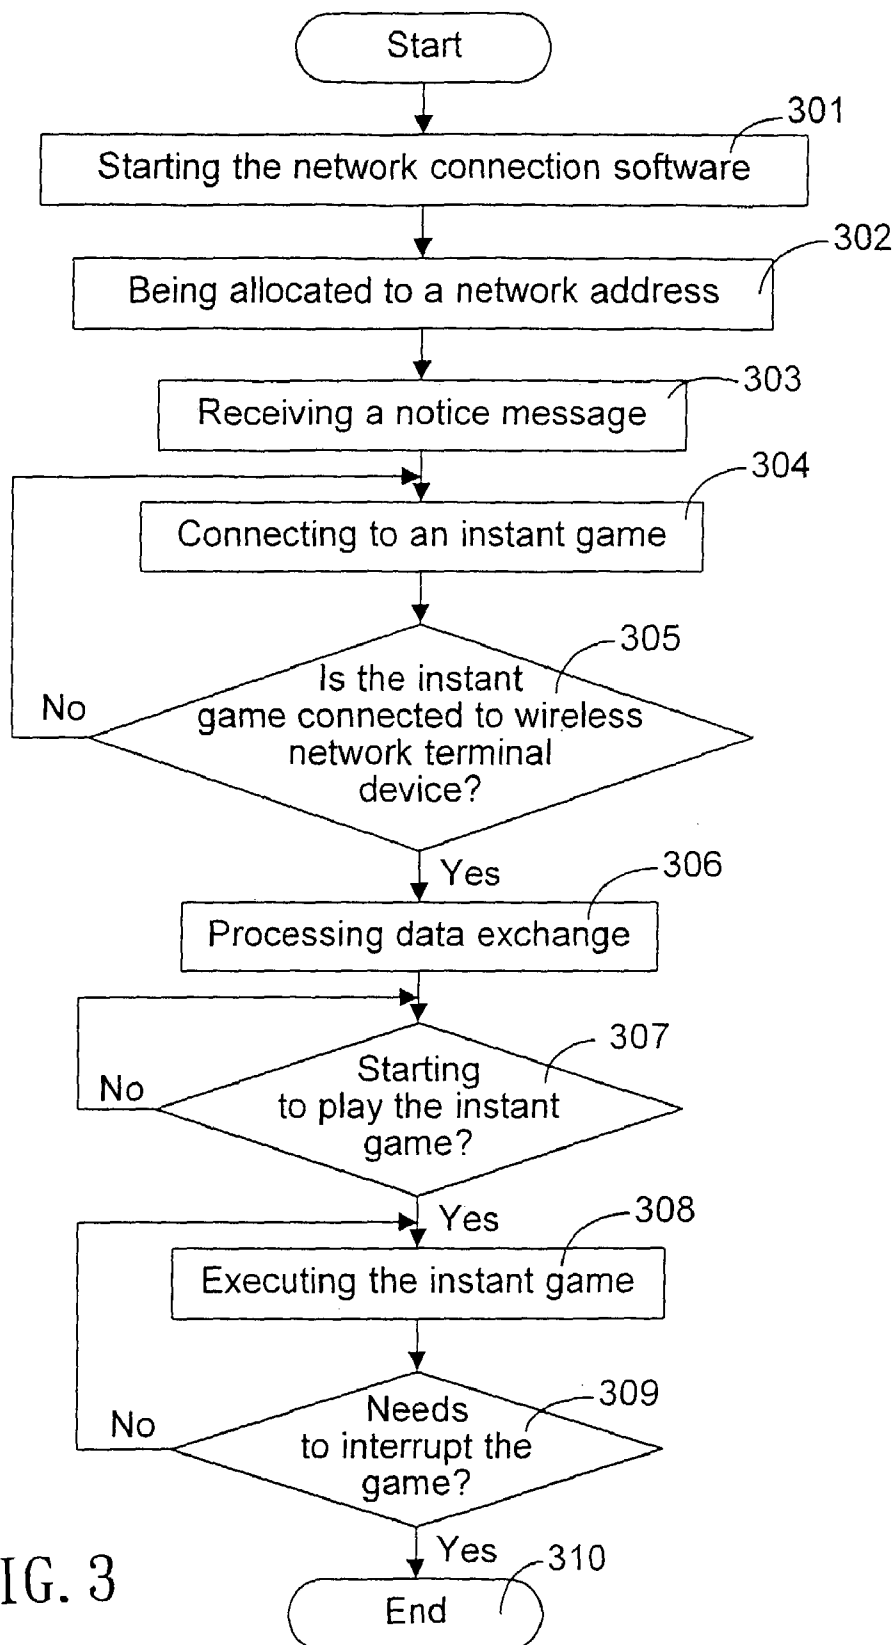 Start
301
Starting the network connection software
302
Being allocated to a network address
303
Receiving a notice message
304
Connecting to an instant game
305
Is the instant
game connected to wireless
network terminal
device?
No
Yes
306
Processing data exchange
307
Starting
to play the instant
game?
No
Yes
308
Executing the instant game
309
Needs
to interrupt the
game?
No
Yes
310
End
IG. 3